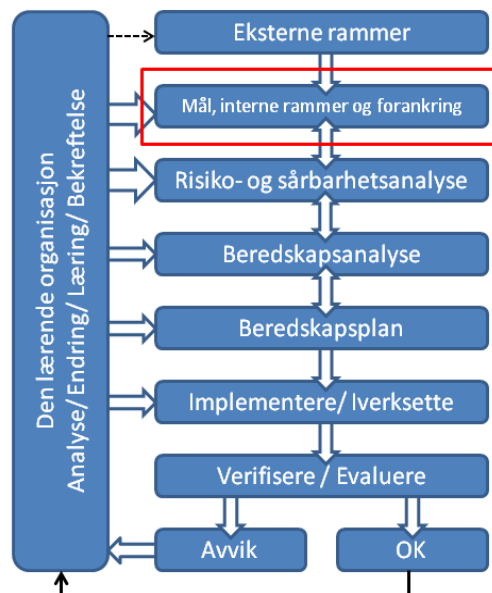 Den lærende organisasjon
Analyse/ Endring/ Læring/ Bekreftelse
Eksterne rammer
Mål, interne rammer og forankring
Risiko- og sårbarhetsanalyse
Beredskapsanalyse
Beredskapsplan
Implementere/ Iverksette
Verifisere / Evaluere
Avvik
OK